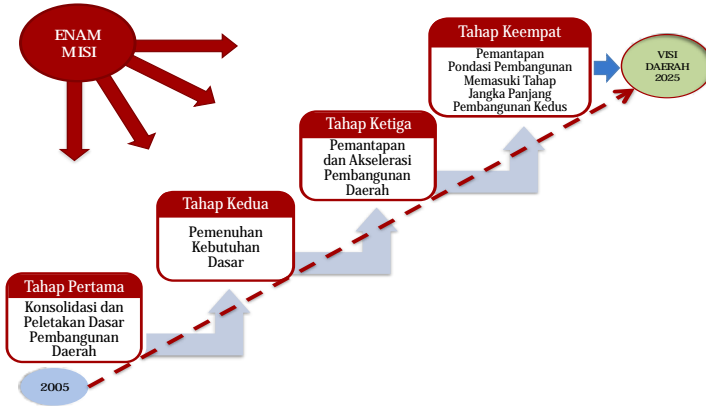 ENAM
MISI
Tahap Keempat
Pemantapan
Pondasi Pembangunan
Memasuki Tahap
Jangka Panjang
Pembangunan Kedus
VISI
DAERAH
2025
Tahap Ketiga
Pemantapan
dan Akselerasi
Pembangunan
Daerah
Tahap Kedua
Pemenuhan
Kebutuhan
Dasar
Tahap Pertama
Konsolidasi dan
Peletakan Dasar
Pembangunan
Daerah
2005